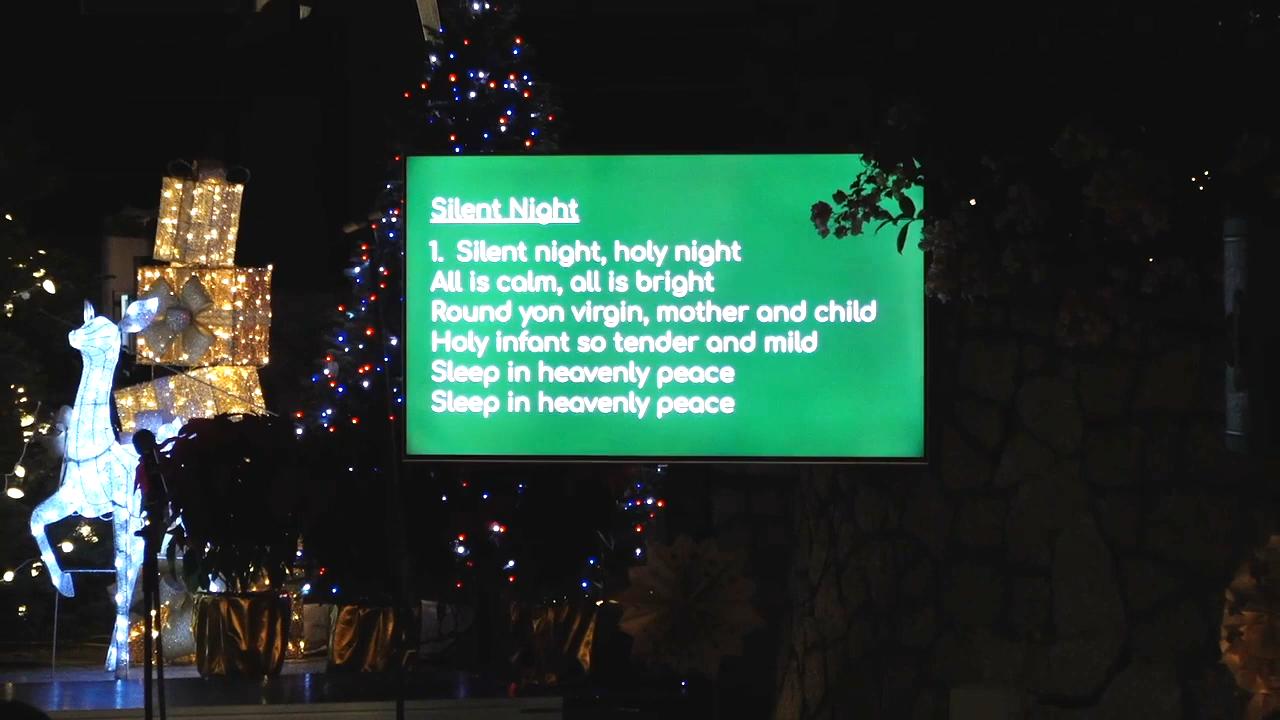 Silent Night
1. Silent night, holy night
All is calm, all is bright
Round yon virgin, mother and child
Holy infant so tender and mild
Sleep in heavenly peace
Sleep in heavenly peace